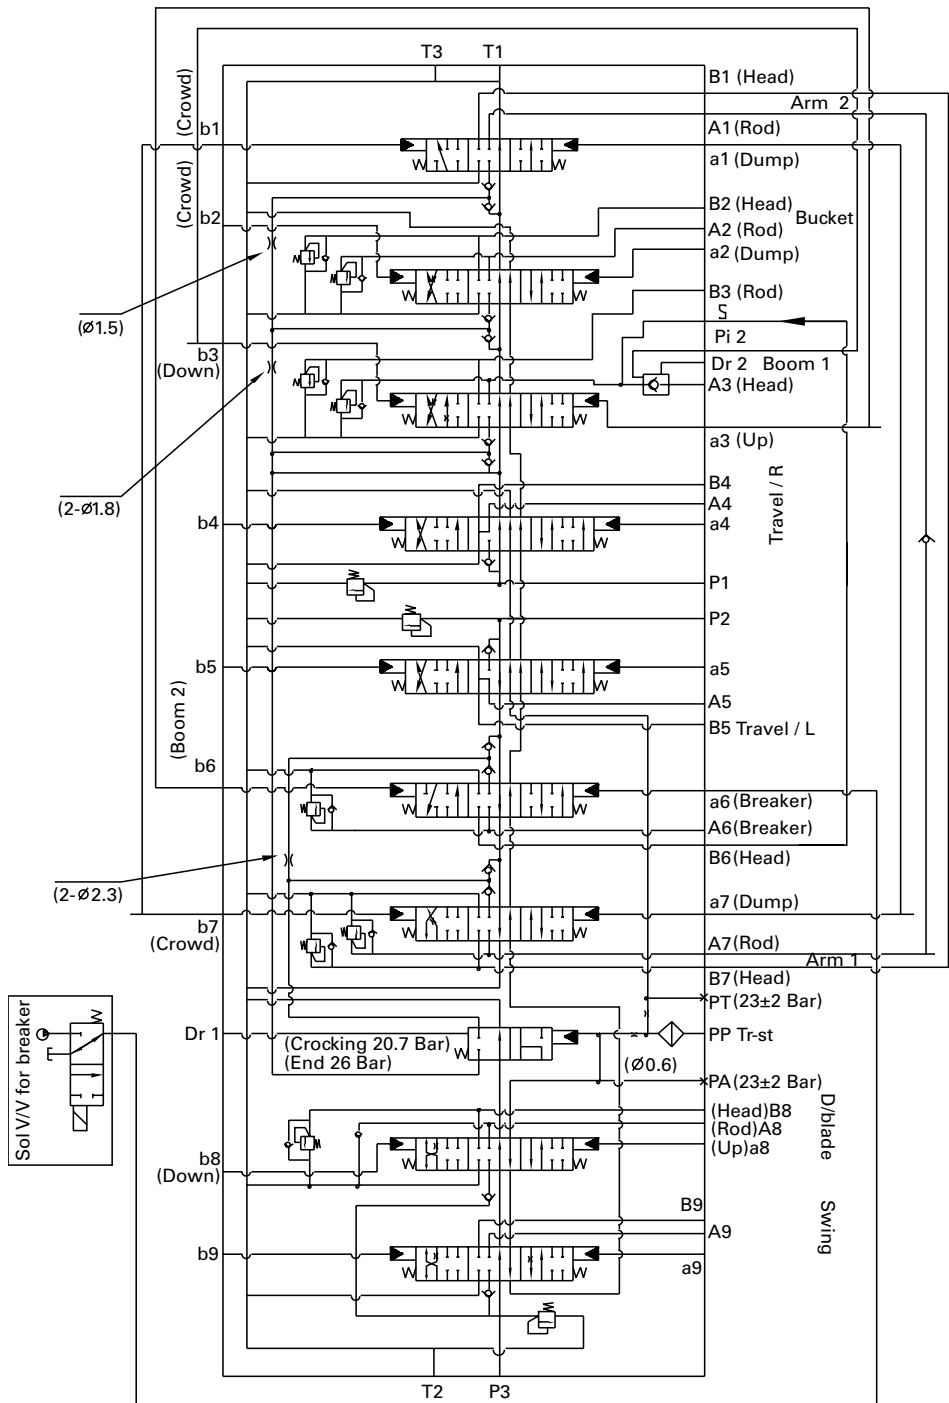 T3 T1
B1 (Head)
Arm 2
(Crowd)
b1
A1 (Rod)
a1 (Dump)
(Crowd)
b2
B2 (Head)
Bucket
A2 (Rod)
a2 (Dump)
B3 (Rod)
(Ø1.5)
Pi 2
b3
(Down)
Dr 2 Boom 1
A3 (Head)
a3 (Up)
(2-Ø1.8)
B4
A4
b4
a4
Travel / R
P1
P2
b5
a5
A5
B5 Travel / L
(Boom 2)
b6
a6 (Breaker)
A6 (Breaker)
B6 (Head)
(2-Ø2.3)
a7 (Dump)
b7
(Crowd)
A7 (Rod)
Arm 1
B7 (Head)
PT (23±2 Bar)
Dr 1
(Crocking 20.7 Bar)
(End 26 Bar)
PP Tr-st
(Ø0.6)
PA (23±2 Bar)
Sol V/V for breaker
(Head)B8
(Rod)A8
(Up)a8
D/blade
b8
(Down)
B9
A9
Swing
b9
a9
T2 P3